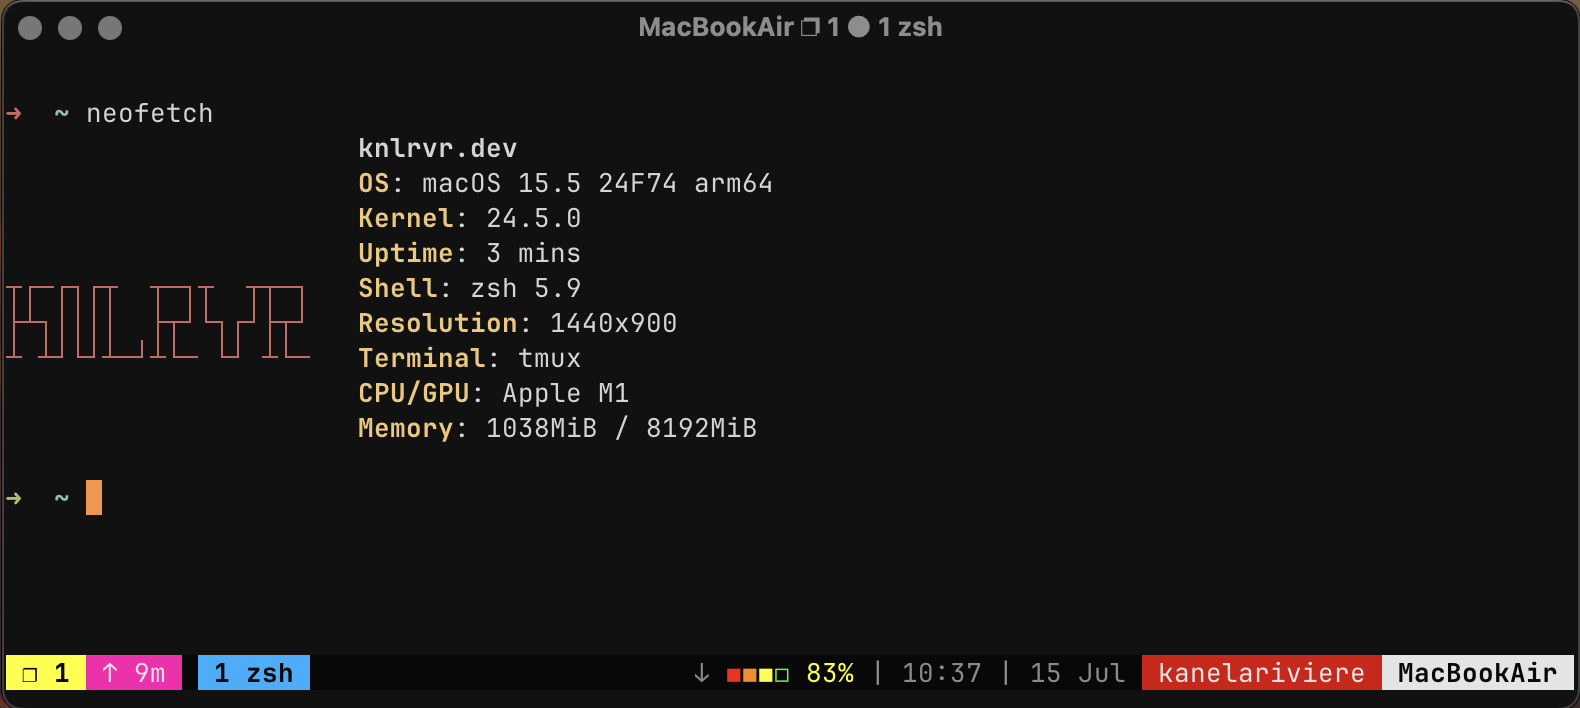 MacBookAir ❐ 1 ● 1 zsh
➜ ~ neofetch
knlrvr.dev
OS: macOS 15.5 24F74 arm64
Kernel: 24.5.0
Uptime: 3 mins
Shell: zsh 5.9
KNLRVR
Resolution: 1440x900
Terminal: tmux
CPU/GPU: Apple M1
Memory: 1038MiB / 8192MiB
➜ ~
❐ 1 ↑ 9m 1 zsh ↓ 83% | 10:37 | 15 Jul kanelariviere MacBookAir